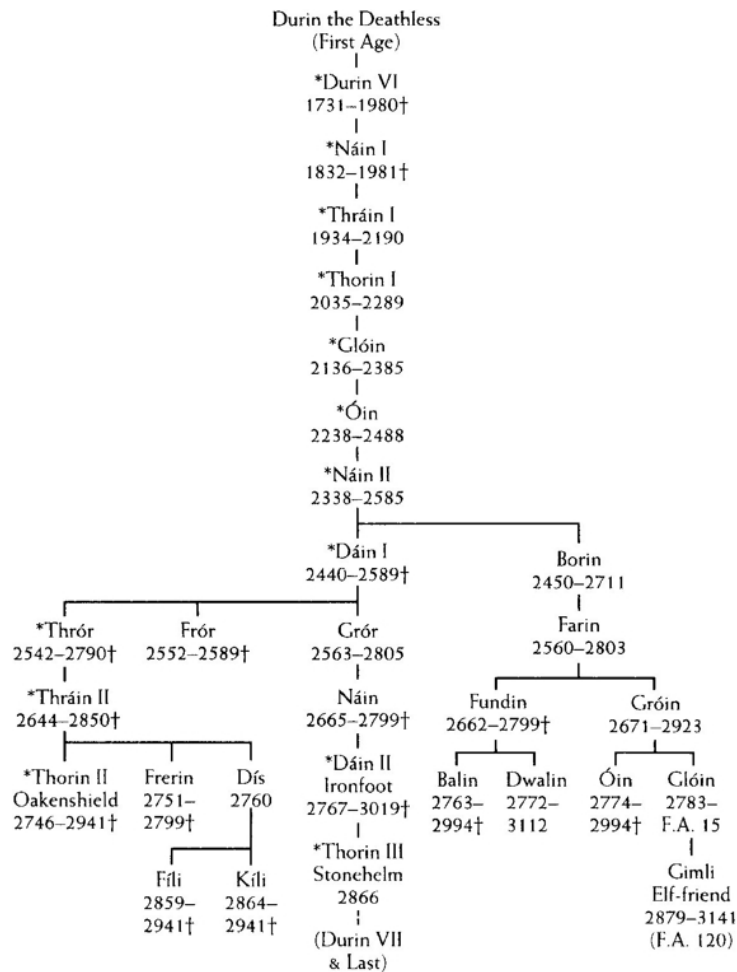 Durin the Deathless
(First Age)
*Durin VI
1731–1980†
*Náin I
1832–1981†
*Thráin I
1934–2190
*Thorin I
2035–2289
*Glóin
2136–2385
*Óin
2238–2488
*Náin II
2338–2585
*Dáin I
2440–2589†
Borin
2450–2711
*Thrór
2542–2790†
Frór
2552–2589†
Grór
2563–2805
Farin
2560–2803
*Thráin II
2644–2850†
Náin
2665–2799†
Fundin
2662–2799†
Gróin
2671–2923
*Thorin II
Oakenshield
2746–2941†
Frerin
2751–
2799†
Dís
2760
*Dáin II
Ironfoot
2767–3019†
Balin
2763–
2994†
Dwalin
2772–
3112
Óin
2774–
2994†
Glóin
2783–
F.A. 15
Fíli
2859–
2941†
Kíli
2864–
2941†
*Thorin III
Stonehelm
2866
Gimli
Elf-friend
2879–3141
(F.A. 120)
(Durin VII
& Last)